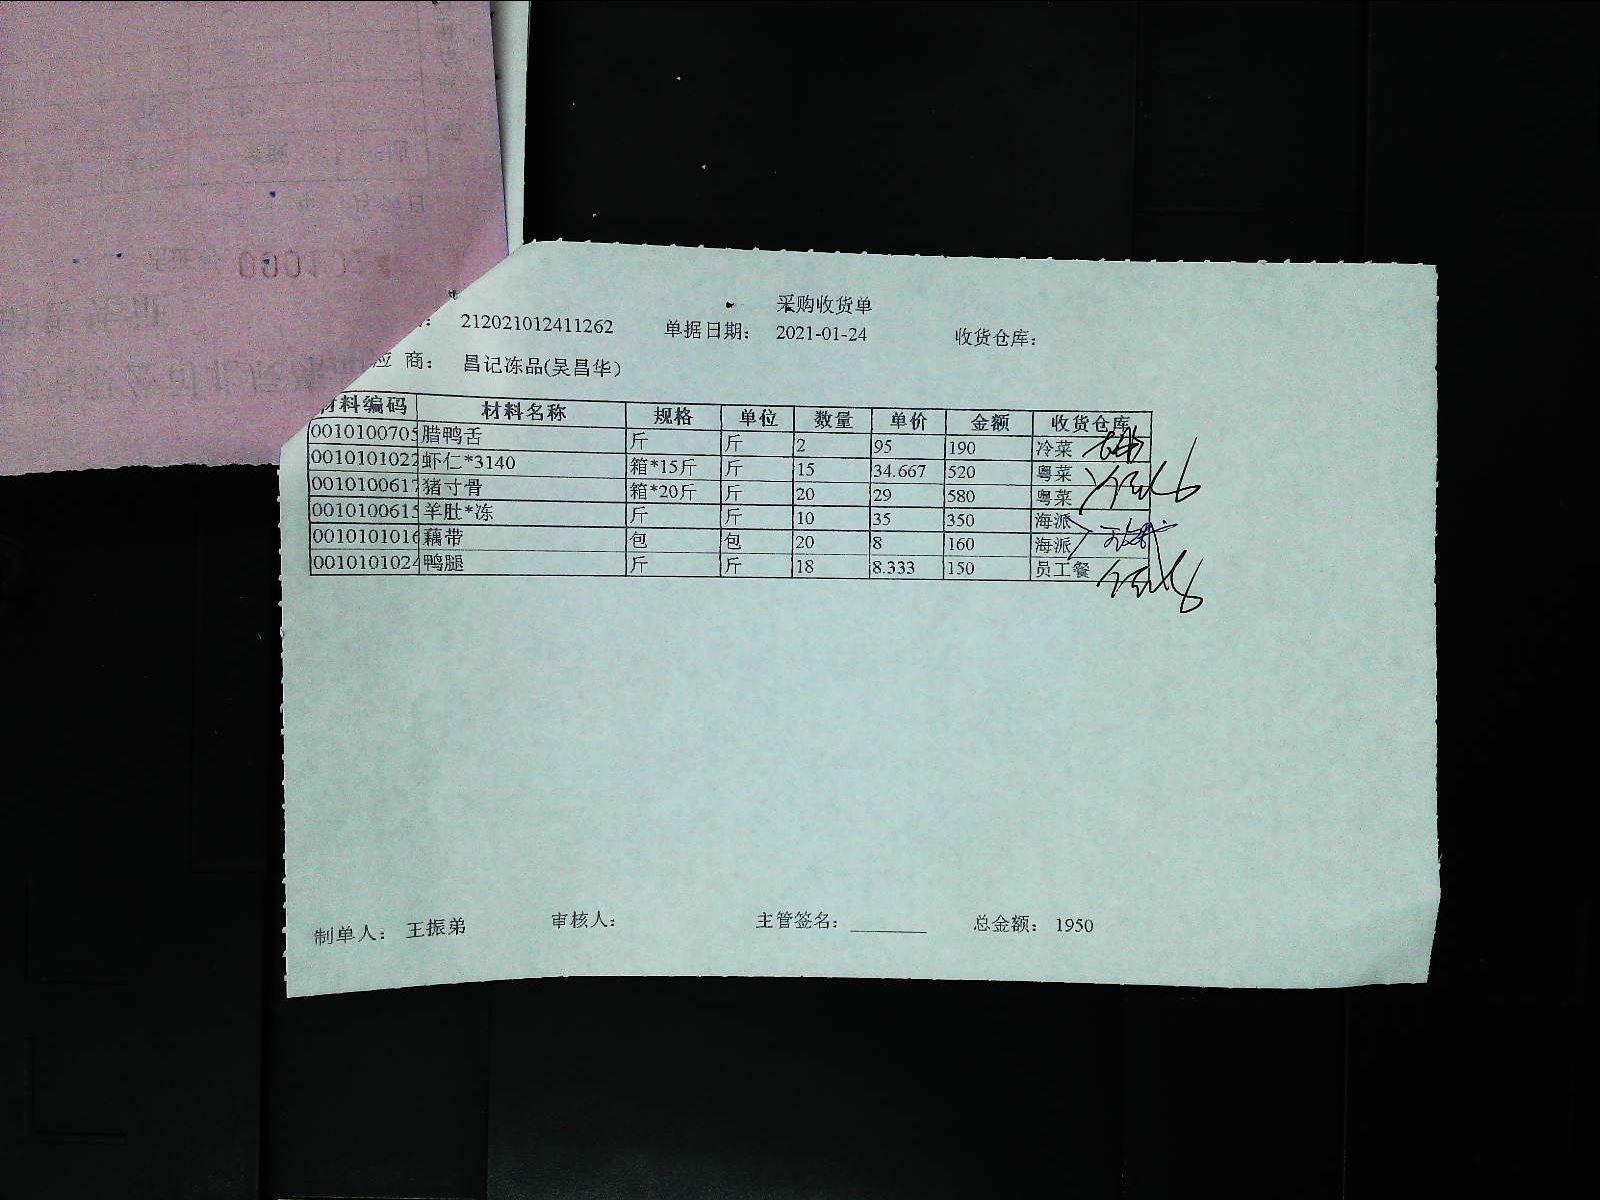 采购收货单
212021012411262 单据日期: 2021-01-24 收货仓库:
应 商: 昌记冻品(吴昌华)
材料编码 材料名称 规格 单位 数量 单价 金额 收货仓库
0010100705 腊鸭舌 斤 斤 2 95 190 冷菜
0010101022 虾仁*3140 箱*15斤 斤 15 34.667 520 粤菜
0010100617 猪寸骨 箱*20斤 斤 20 29 580 粤菜
0010100615 羊肚*冻 斤 斤 10 35 350 海派
0010101016 藕带 包 包 20 8 160 海派
0010101024 鸭腿 斤 斤 18 8.333 150 员工餐
制单人: 王振弟 审核人: 主管签名: ________ 总金额: 1950